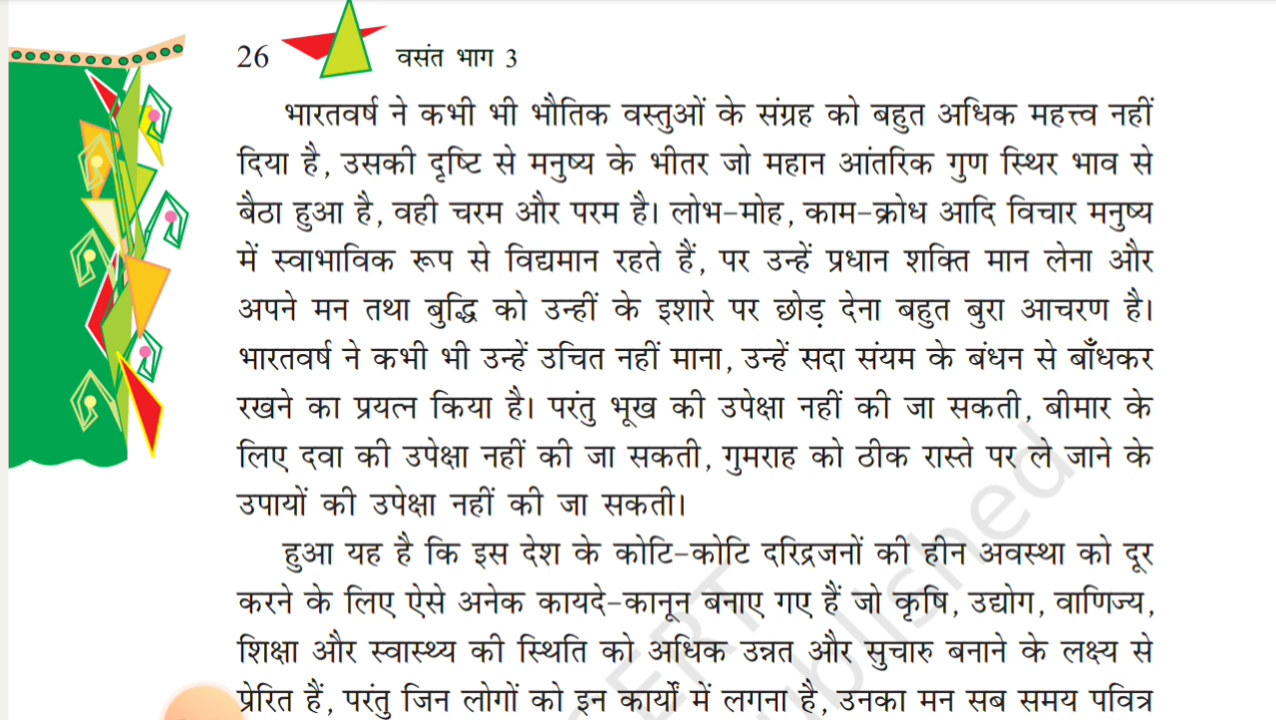 26
वसंत भाग 3
भारतवर्ष ने कभी भी भौतिक वस्तुओं के संग्रह को बहुत अधिक महत्त्व नहीं
दिया है, उसकी दृष्टि से मनुष्य के भीतर जो महान आंतरिक गुण स्थिर भाव से
बैठा हुआ है, वही चरम और परम है। लोभ-मोह, काम-क्रोध आदि विचार मनुष्य
में स्वाभाविक रूप से विद्यमान रहते हैं, पर उन्हें प्रधान शक्ति मान लेना और
अपने मन तथा बुद्धि को उन्हीं के इशारे पर छोड़ देना बहुत बुरा आचरण है।
भारतवर्ष ने कभी भी उन्हें उचित नहीं माना, उन्हें सदा संयम के बंधन से बाँधकर
रखने का प्रयत्न किया है। परंतु भूख की उपेक्षा नहीं की जा सकती, बीमार के
लिए दवा की उपेक्षा नहीं की जा सकती, गुमराह को ठीक रास्ते पर ले जाने के
उपायों की उपेक्षा नहीं की जा सकती।
हुआ यह है कि इस देश के कोटि-कोटि दरिद्रजनों की हीन अवस्था को दूर
करने के लिए ऐसे अनेक कायदे-कानून बनाए गए हैं जो कृषि, उद्योग, वाणिज्य,
शिक्षा और स्वास्थ्य की स्थिति को अधिक उन्नत और सुचारु बनाने के लक्ष्य से
प्रेरित हैं, परंतु जिन लोगों को इन कार्यों में लगना है, उनका मन सब समय पवित्र